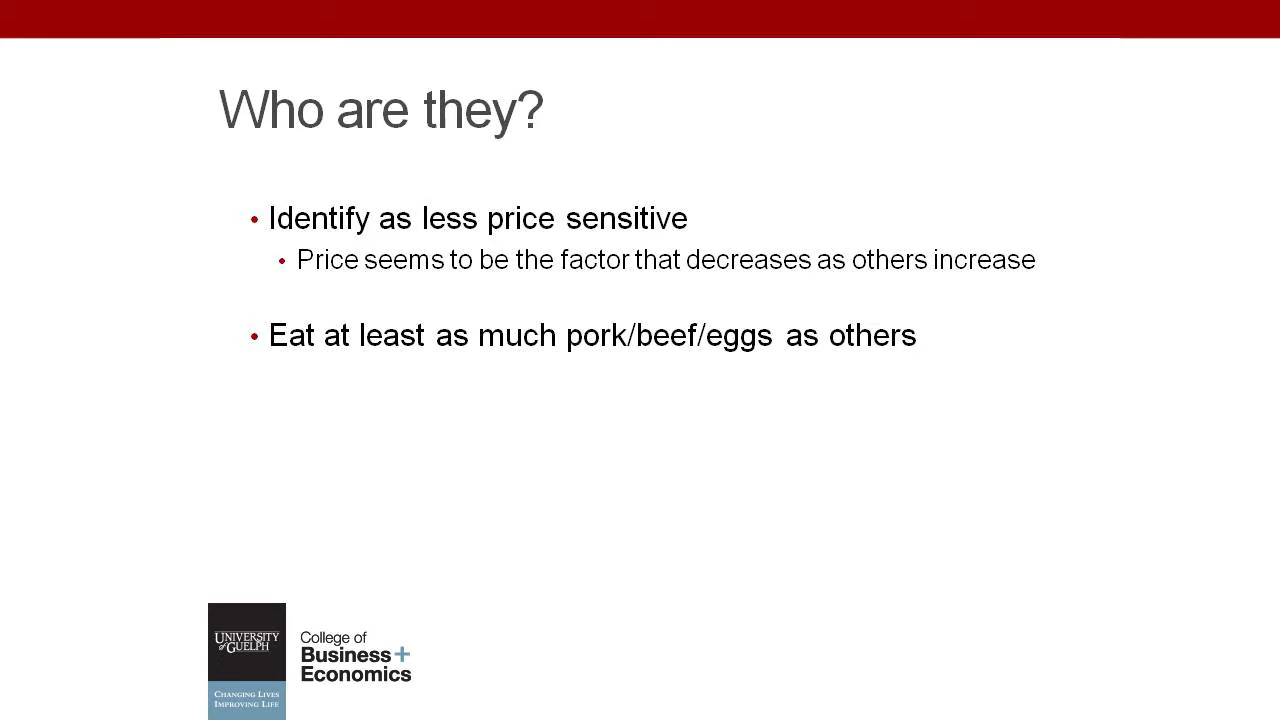 Who are they?
• Identify as less price sensitive
• Price seems to be the factor that decreases as others increase
• Eat at least as much pork/beef/eggs as others
UNIVERSITY
of GUELPH
CHANGING LIVES
IMPROVING LIFE
College of
Business+
Economics